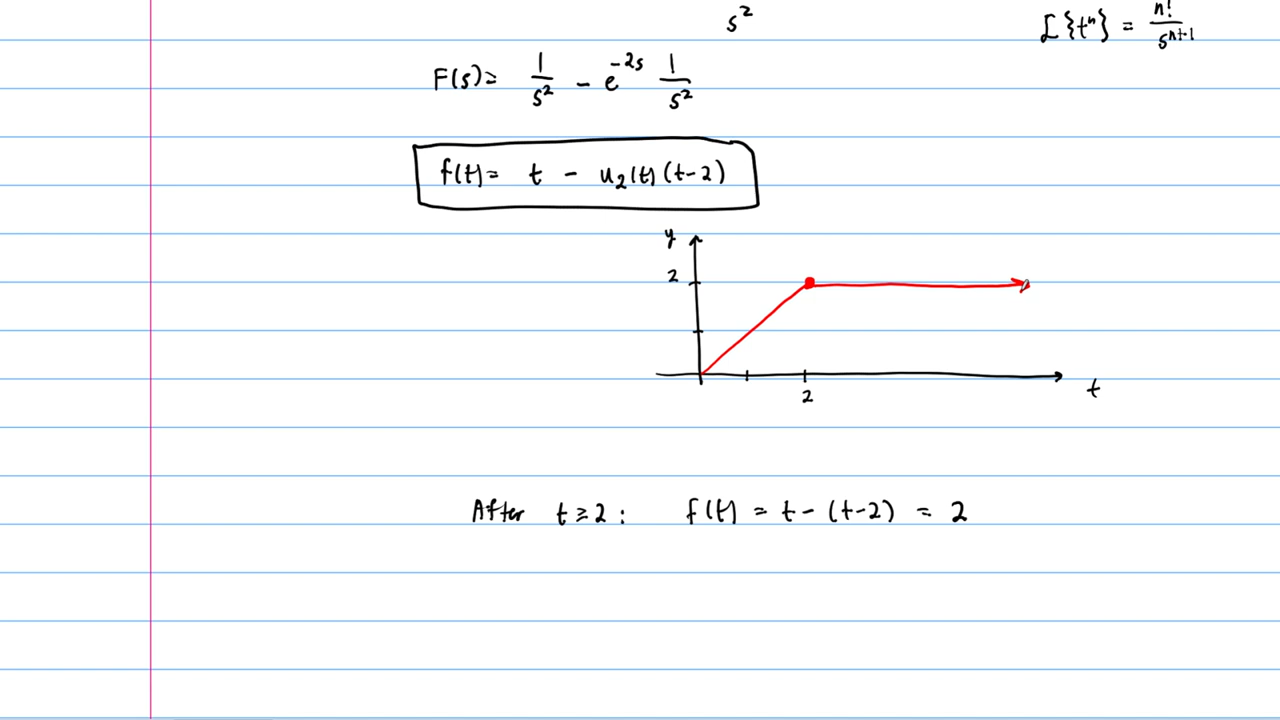 s²
ℒ{tⁿ} = n!/sⁿ⁺¹
F(s) = 1/s² - e^(-2s) 1/s²
f(t) = t - u₂(t)(t-2)
y
2
2
t
After t ≥ 2: f(t) = t - (t-2) = 2